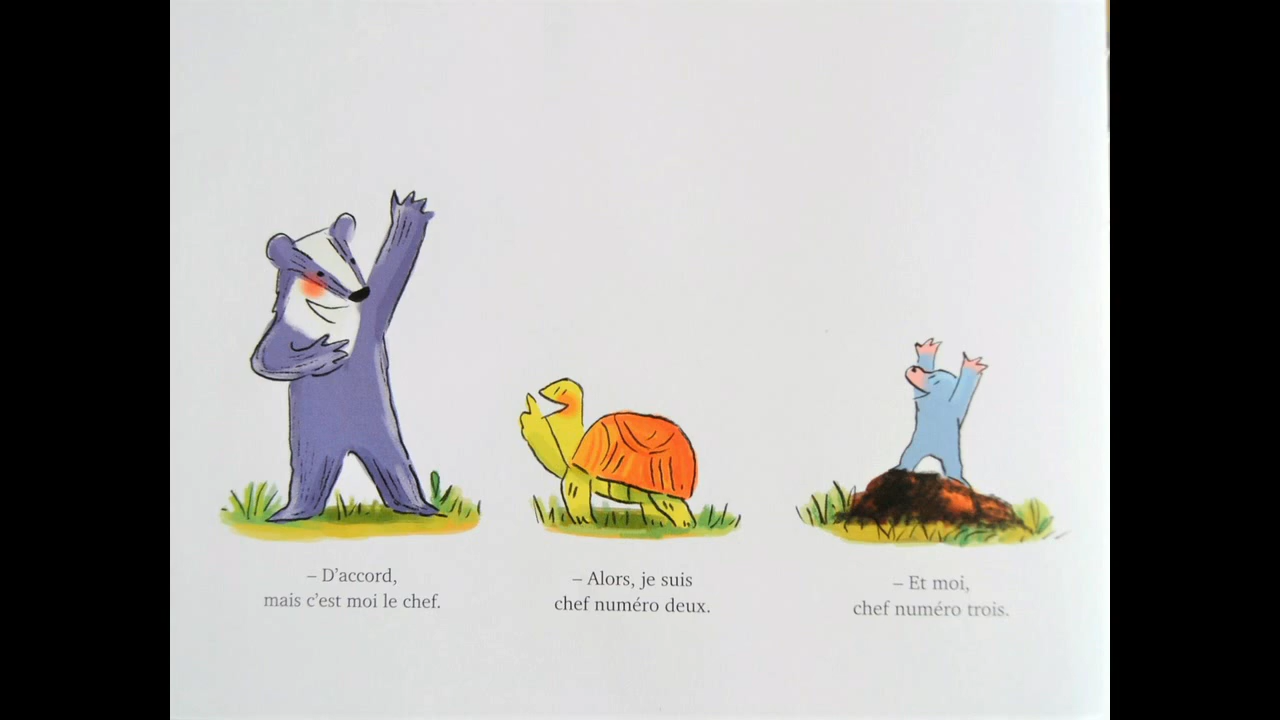 – D'accord,
mais c'est moi le chef.
– Alors, je suis
chef numéro deux.
– Et moi,
chef numéro trois.